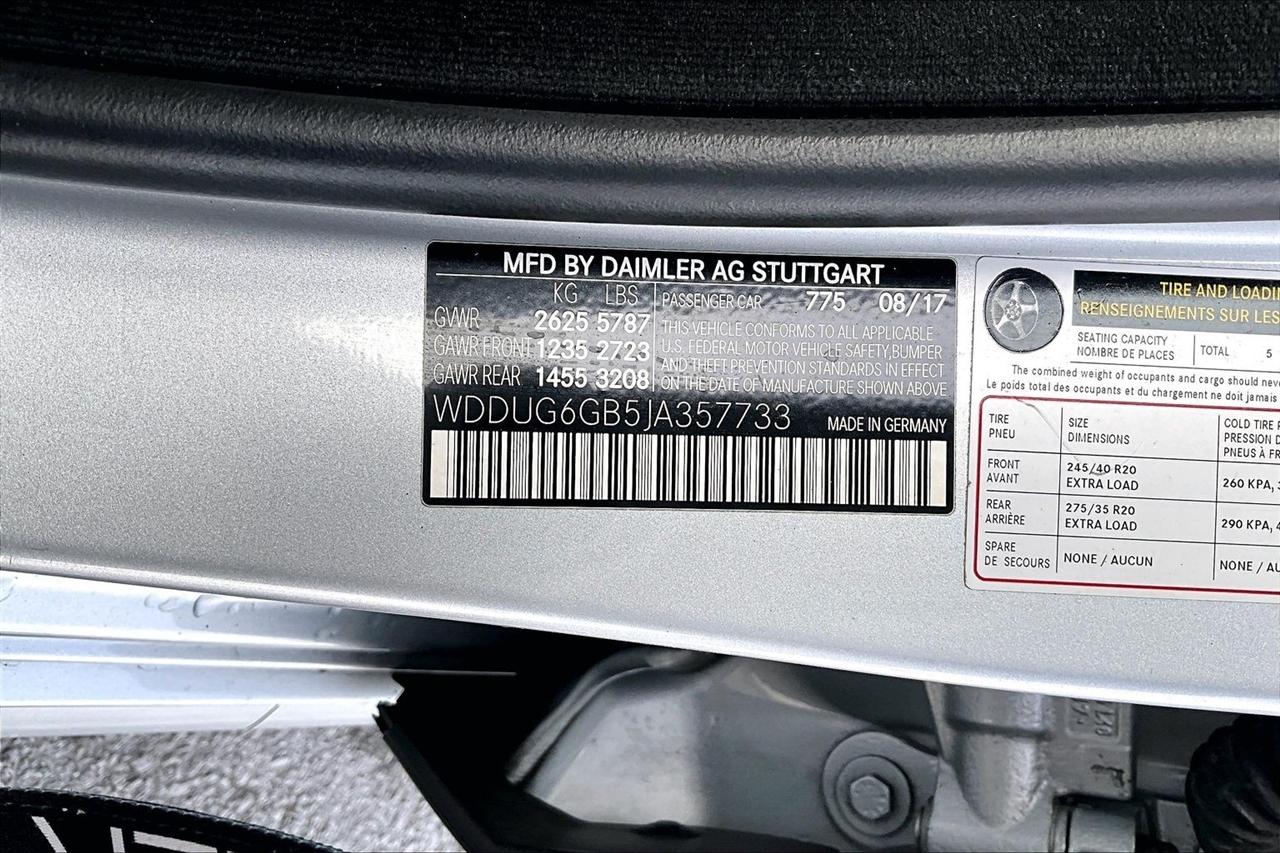 MFD BY DAIMLER AG STUTTGART
KG LBS
GVWR 2625 5787
GAWR FRONT 1235 2723
GAWR REAR 1455 3208
PASSENGER CAR 775 08/17
THIS VEHICLE CONFORMS TO ALL APPLICABLE
U.S. FEDERAL MOTOR VEHICLE SAFETY,BUMPER
AND THEFT PREVENTION STANDARDS IN EFFECT
ON THE DATE OF MANUFACTURE SHOWN ABOVE
WDDUG6GB5JA357733 MADE IN GERMANY
TIRE AND LOADI
RENSEIGNEMENTS SUR LES
SEATING CAPACITY
NOMBRE DE PLACES
TOTAL 5
The combined weight of occupants and cargo should neve
Le poids total des occupants et du chargement ne doit jamais
TIRE
PNEU
SIZE
DIMENSIONS
COLD TIRE
PRESSION D
PNEUS À FR
FRONT
AVANT
245/40 R20
EXTRA LOAD
260 KPA,
REAR
ARRIÈRE
275/35 R20
EXTRA LOAD
290 KPA,
SPARE
DE SECOURS
NONE / AUCUN
NONE / AU